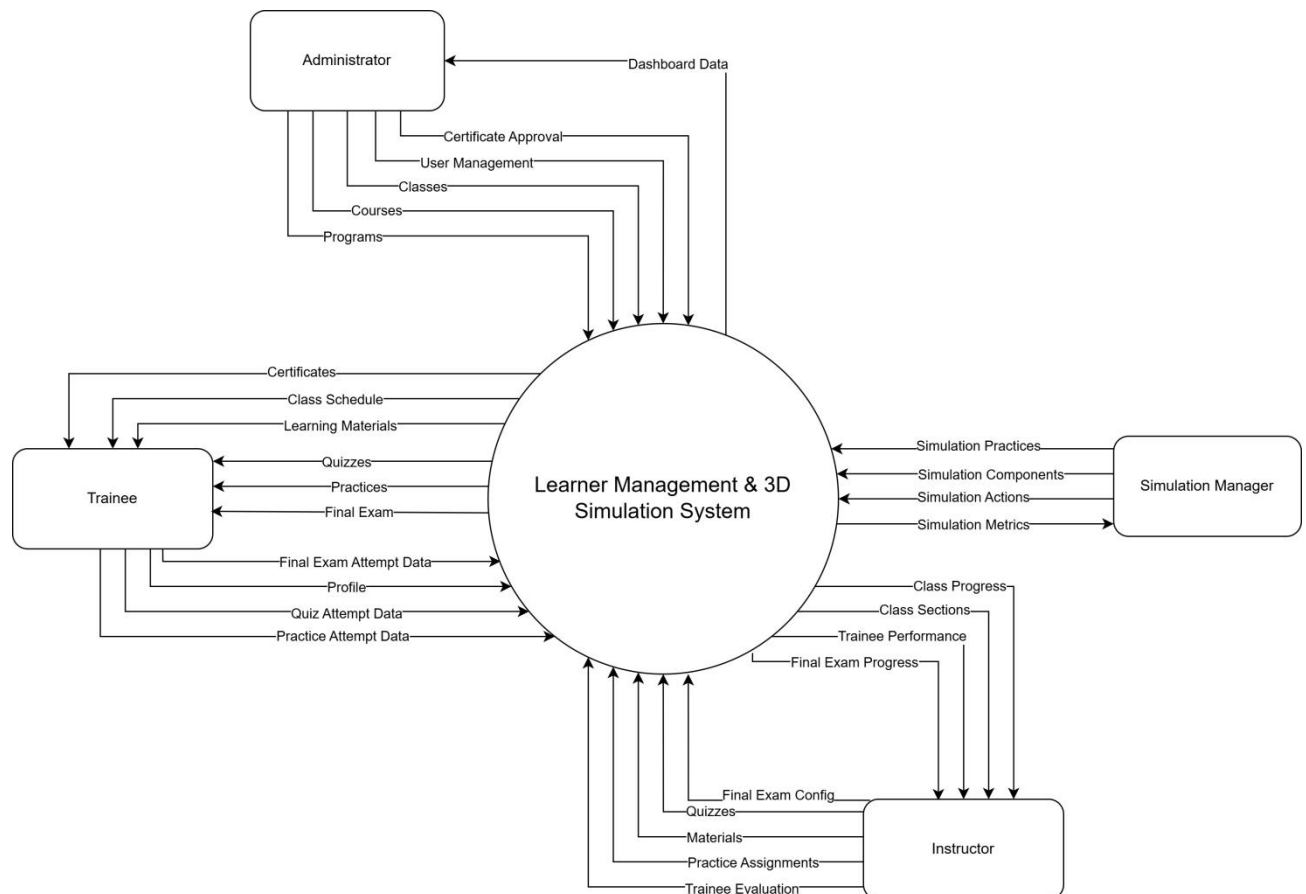 Administrator
Dashboard Data
Certificate Approval
User Management
Classes
Courses
Programs
Certificates
Class Schedule
Learning Materials
Quizzes
Practices
Final Exam
Trainee
Final Exam Attempt Data
Profile
Quiz Attempt Data
Practice Attempt Data
Learner Management & 3D
Simulation System
Simulation Practices
Simulation Components
Simulation Actions
Simulation Metrics
Simulation Manager
Class Progress
Class Sections
Trainee Performance
Final Exam Progress
Final Exam Config
Quizzes
Materials
Practice Assignments
Trainee Evaluation
Instructor